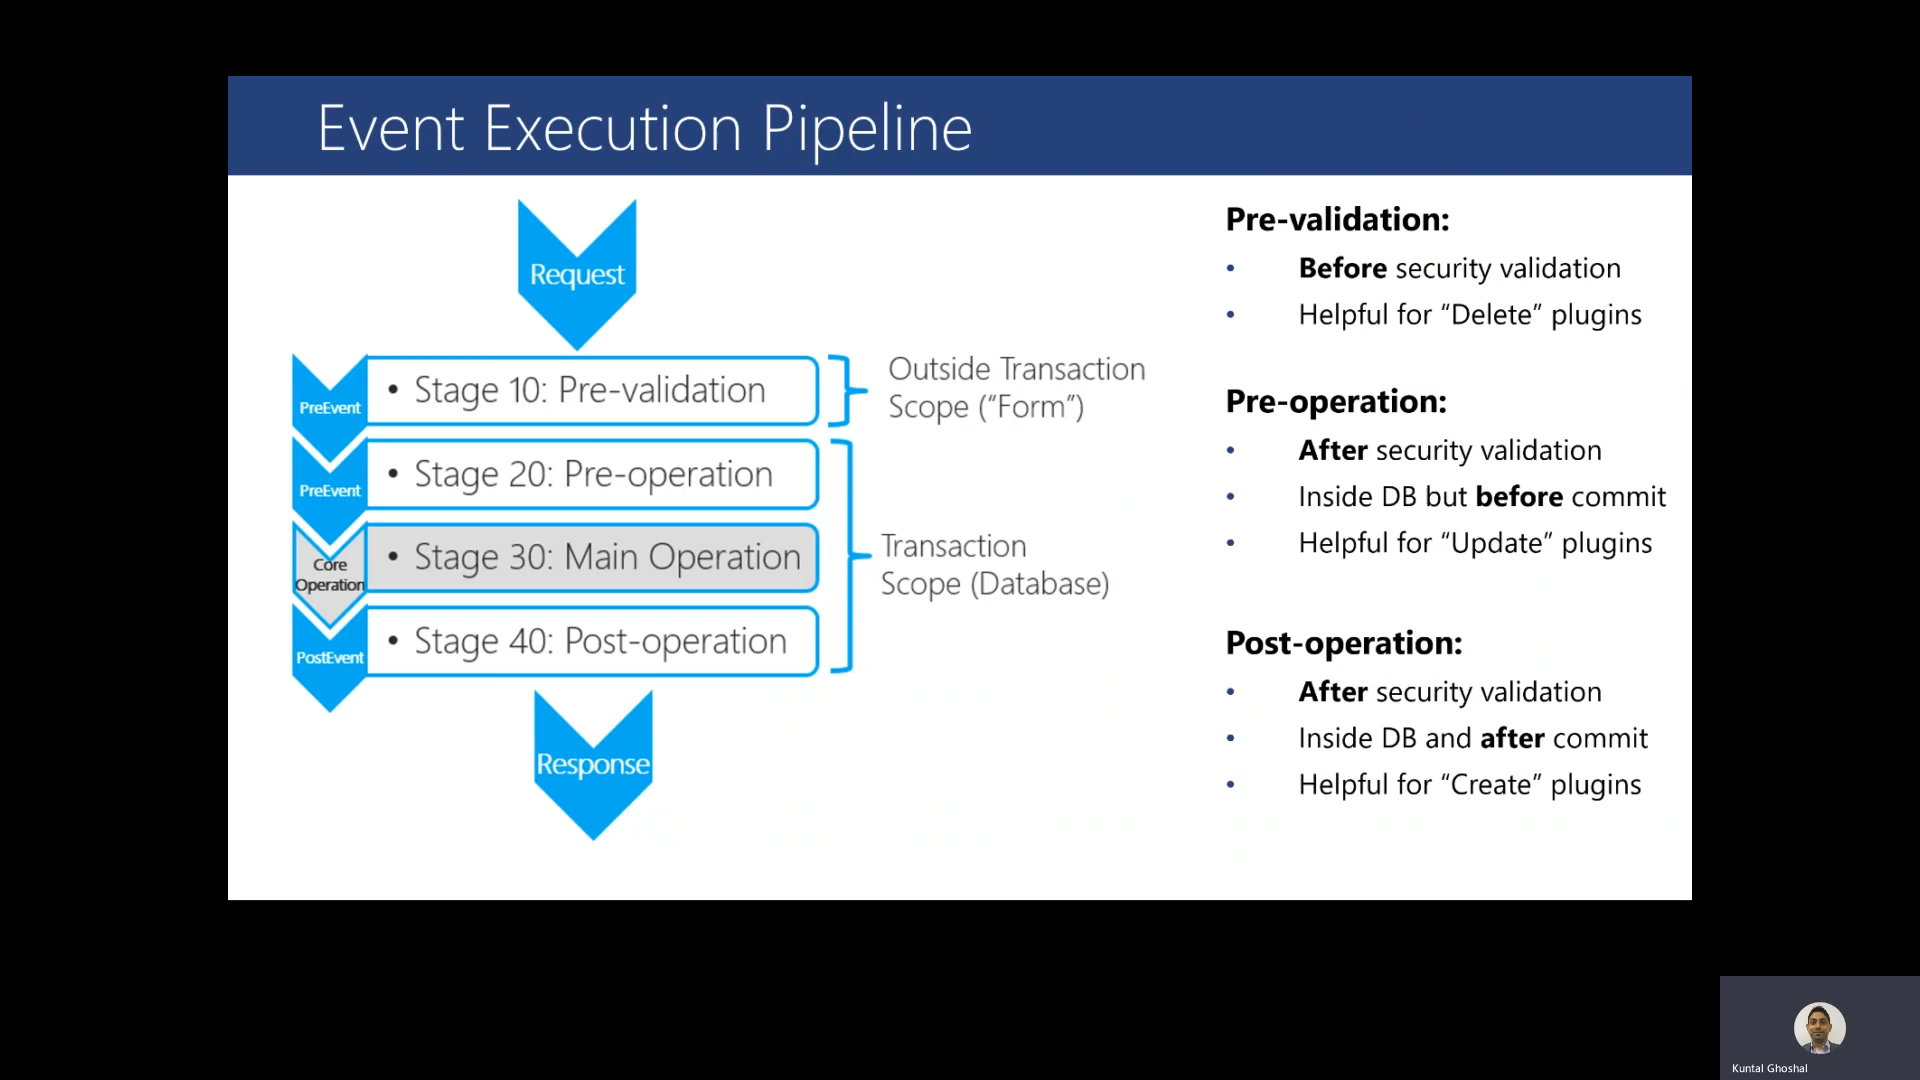 Event Execution Pipeline
Request
PreEvent
• Stage 10: Pre-validation
Outside Transaction
Scope (“Form”)
PreEvent
• Stage 20: Pre-operation
Core
Operation
• Stage 30: Main Operation
Transaction
Scope (Database)
PostEvent
• Stage 40: Post-operation
Response
Pre-validation:
• Before security validation
• Helpful for “Delete” plugins
Pre-operation:
• After security validation
• Inside DB but before commit
• Helpful for “Update” plugins
Post-operation:
• After security validation
• Inside DB and after commit
• Helpful for “Create” plugins
Kuntal Ghoshal